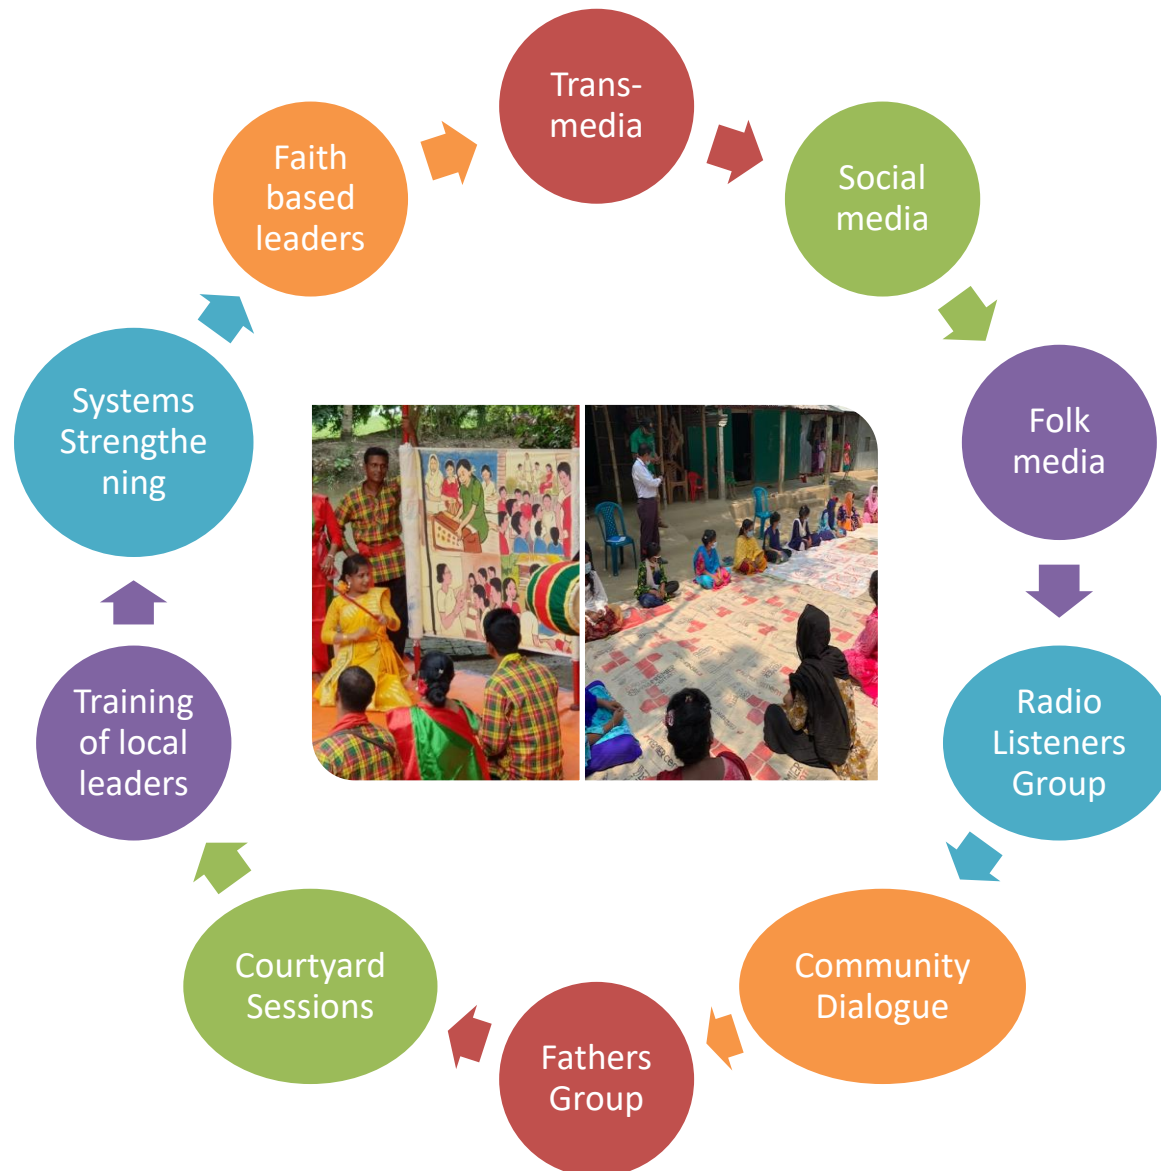 Trans-
media
Social
media
Folk
media
Radio
Listeners
Group
Community
Dialogue
Fathers
Group
Courtyard
Sessions
Training
of local
leaders
Systems
Strengthe
ning
Faith
based
leaders